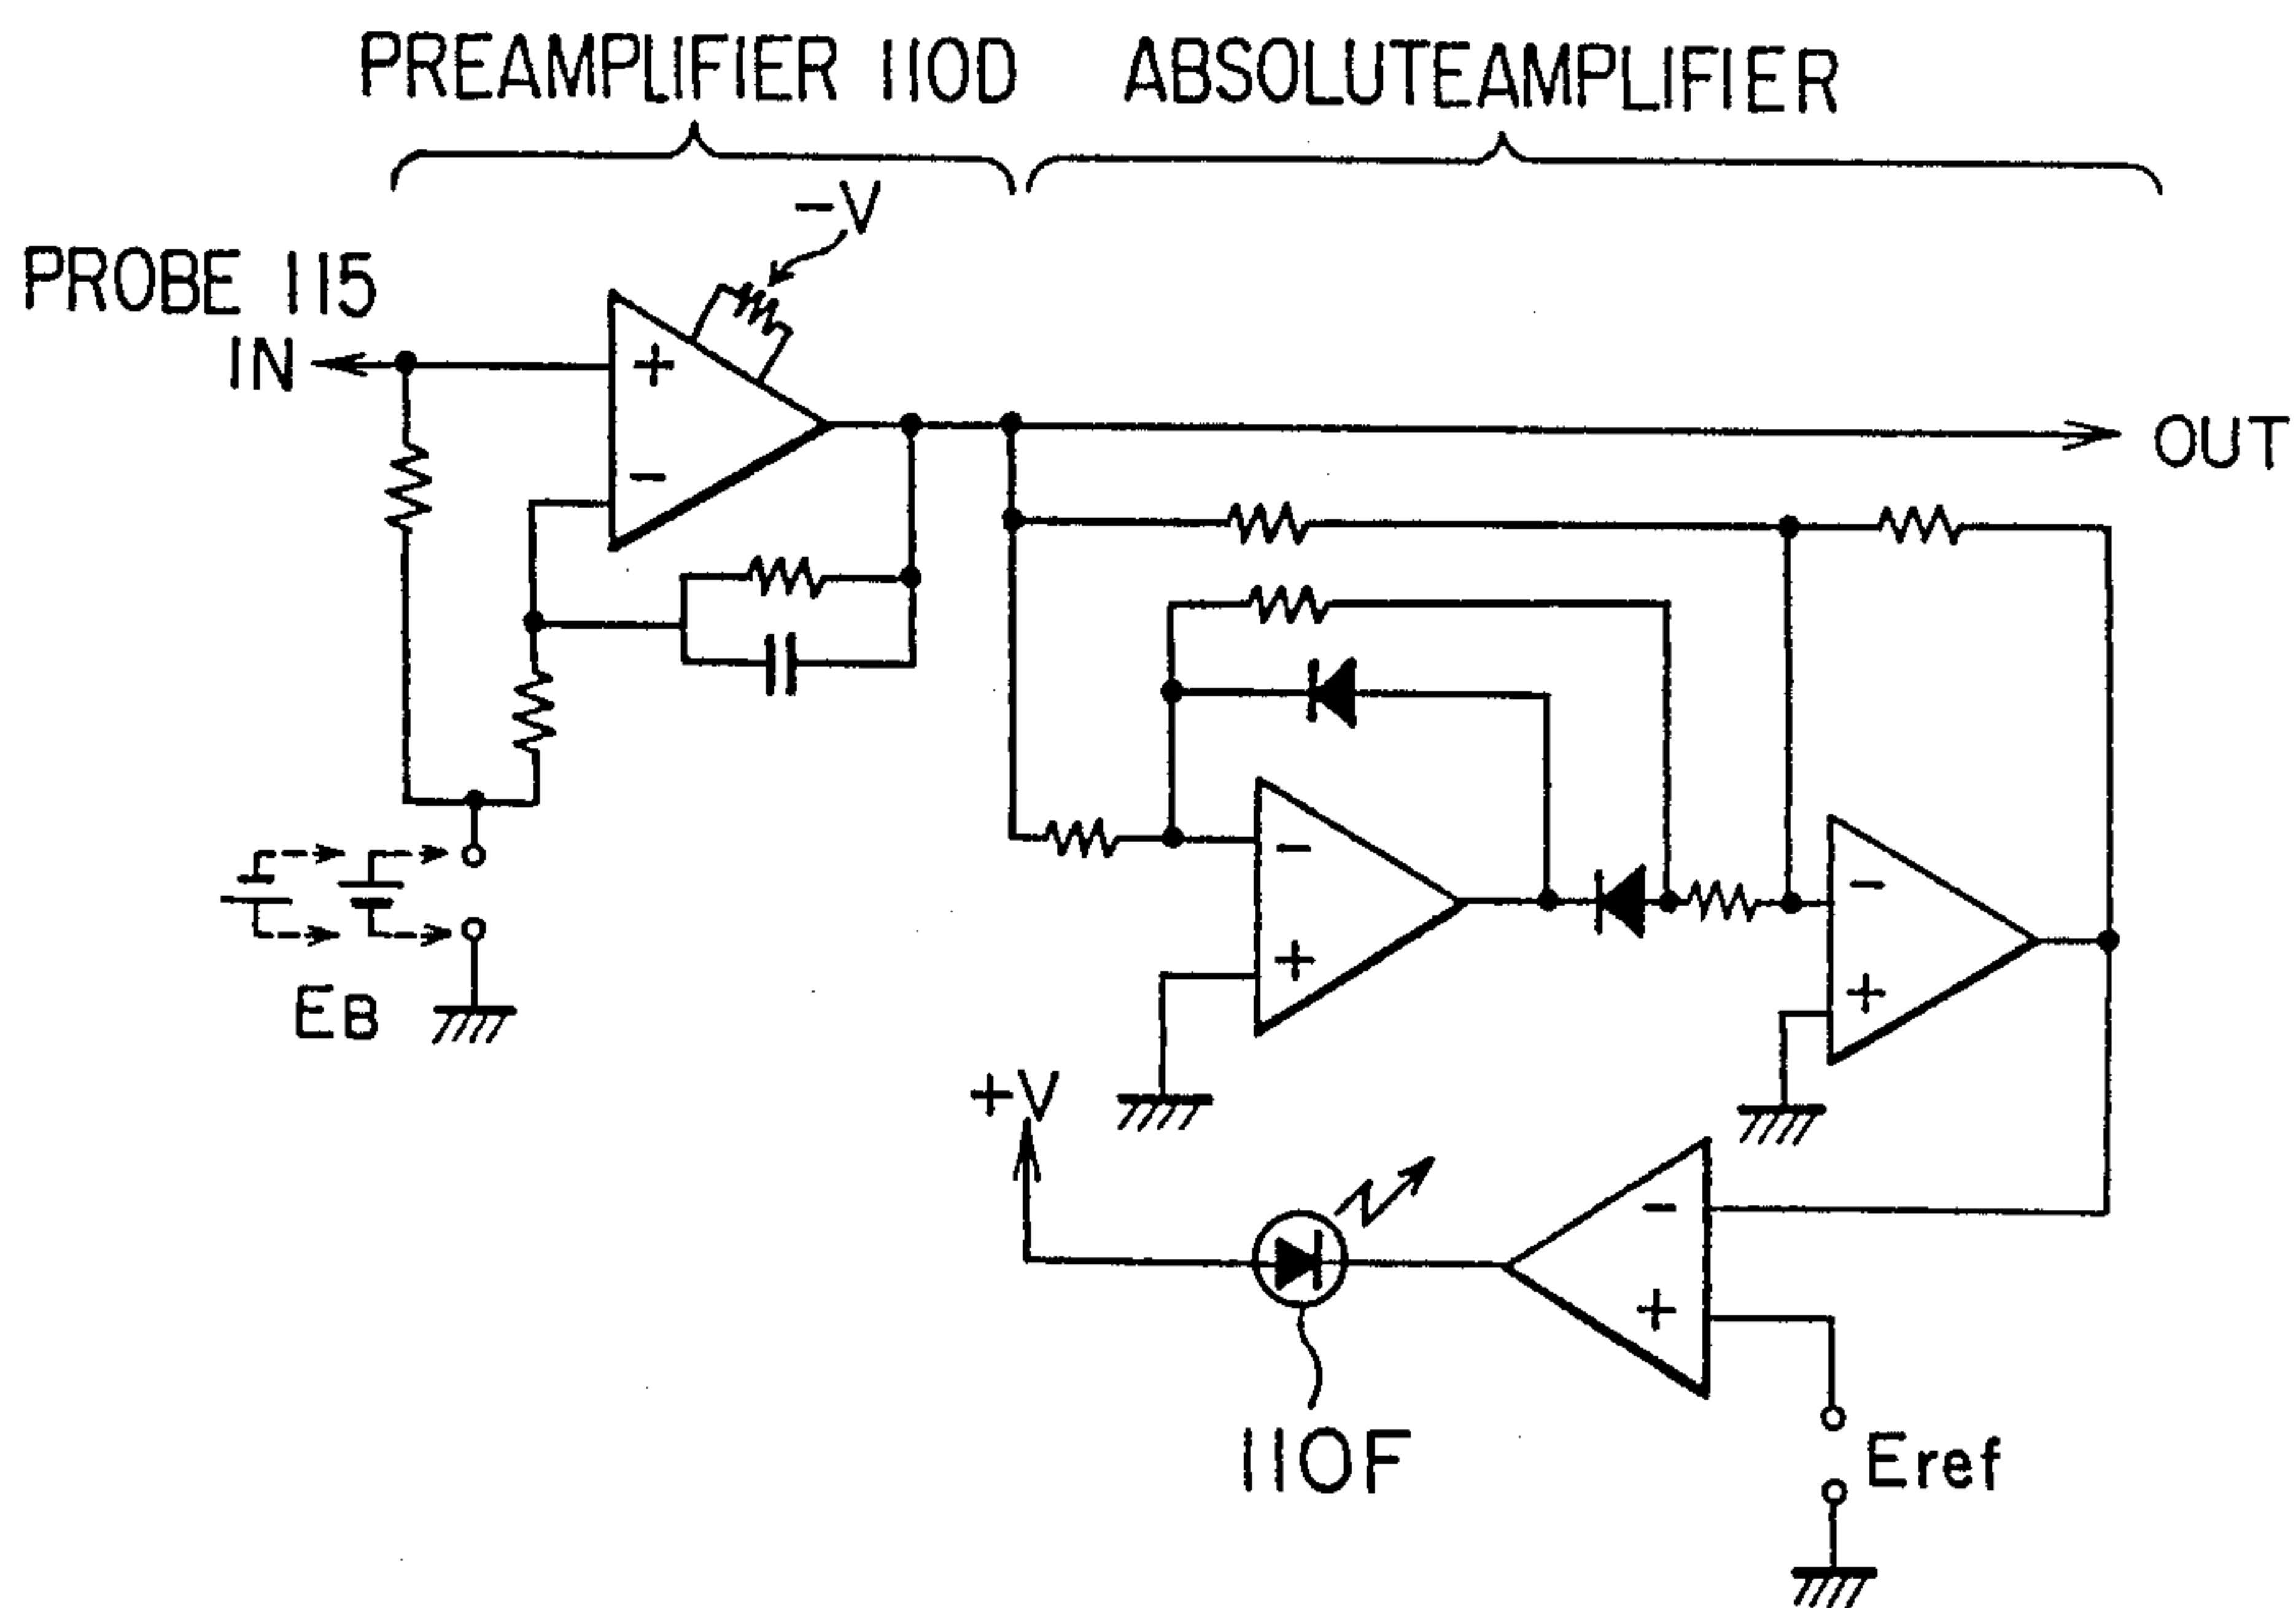 PREAMPLIFIER 110D ABSOLUTEAMPLIFIER
-V
PROBE 115
IN
+
-
OUT
-
+
-
+
EB
+V
-
+
110F
Eref